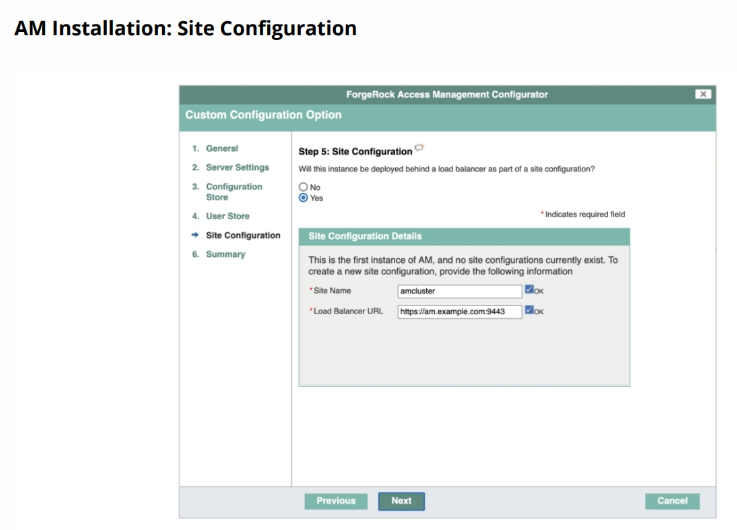 AM Installation: Site Configuration
ForgeRock Access Management Configurator
Custom Configuration Option
1. General
2. Server Settings
3. Configuration
Store
4. User Store
Site Configuration
6. Summary
Step 5: Site Configuration
Will this instance be deployed behind a load balancer as part of a site configuration?
No
Yes
* Indicates required field
Site Configuration Details
This is the first instance of AM, and no site configurations currently exist. To
create a new site configuration, provide the following information
* Site Name amcluster OK
* Load Balancer URL https://am.example.com:9443 OK
Previous Next Cancel